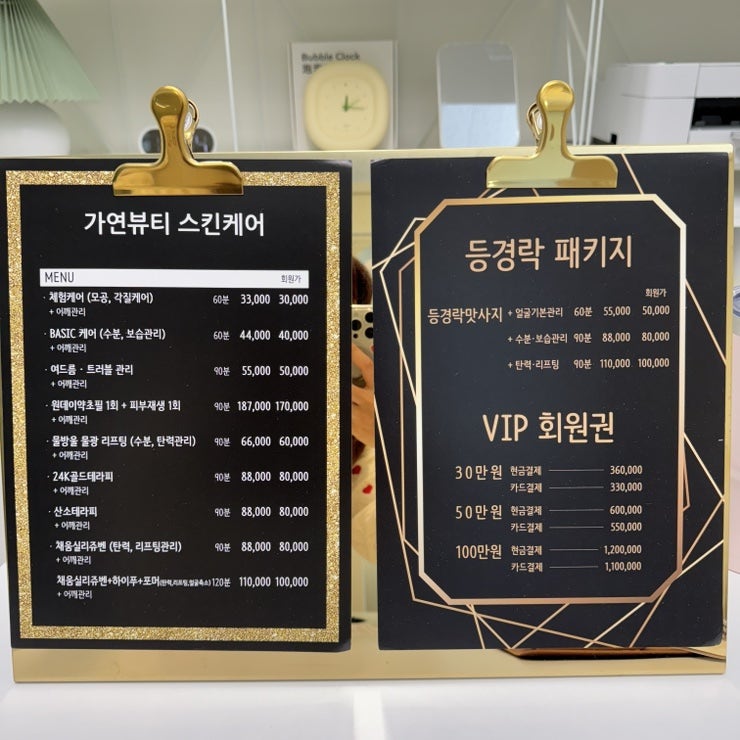 Bubble Clock
가연뷰티 스킨케어
MENU 회원가
· 체험케어 (모공, 각질케어) 60분 33,000 30,000
+ 어깨관리
· BASIC 케어 (수분, 보습관리) 60분 44,000 40,000
+ 어깨관리
· 여드름 · 트러블 관리 90분 55,000 50,000
+ 어깨관리
· 원데이약초필 1회 + 피부재생 1회 90분 187,000 170,000
+ 어깨관리
· 물방울 물광 리프팅 (수분, 탄력관리) 90분 66,000 60,000
+ 어깨관리
· 24K골드테라피 90분 88,000 80,000
+ 어깨관리
· 산소테라피 90분 88,000 80,000
+ 어깨관리
· 채움실리쥬벤 (탄력, 리프팅관리) 90분 88,000 80,000
+ 어깨관리
· 채움실리쥬벤+하이푸+포머(탄력,리프팅,얼굴축소) 120분 110,000 100,000
+ 어깨관리
등경락 패키지
회원가
등경락맛사지 + 얼굴기본관리 60분 55,000 50,000
+ 수분·보습관리 90분 88,000 80,000
+ 탄력·리프팅 90분 110,000 100,000
VIP 회원권
30만원 현금결제 360,000
카드결제 330,000
50만원 현금결제 600,000
카드결제 550,000
100만원 현금결제 1,200,000
카드결제 1,100,000